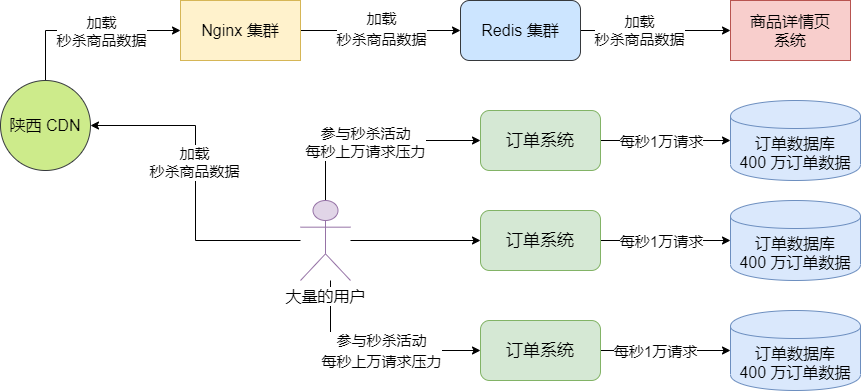 加载
秒杀商品数据
Nginx 集群
加载
秒杀商品数据
Redis 集群
加载
秒杀商品数据
商品详情页
系统
陕西 CDN
加载
秒杀商品数据
参与秒杀活动
每秒上万请求压力
订单系统
每秒1万请求
订单数据库
400 万订单数据
大量的用户
订单系统
每秒1万请求
订单数据库
400 万订单数据
参与秒杀活动
每秒上万请求压力
订单系统
每秒1万请求
订单数据库
400 万订单数据